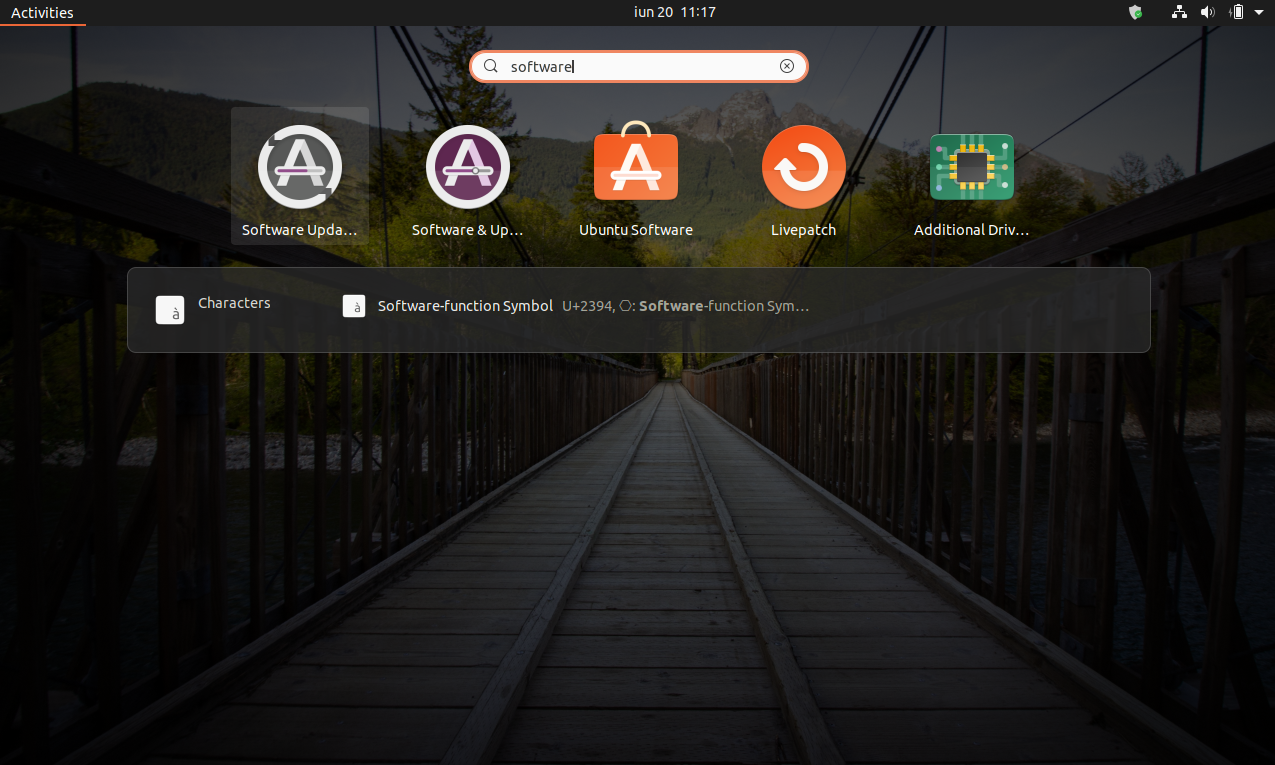 Activities
iun 20 11:17
software
Software Upda…
Software & Up…
Ubuntu Software
Livepatch
Additional Driv…
à
Characters
à
Software-function Symbol U+2394, ⎔: Software-function Sym…